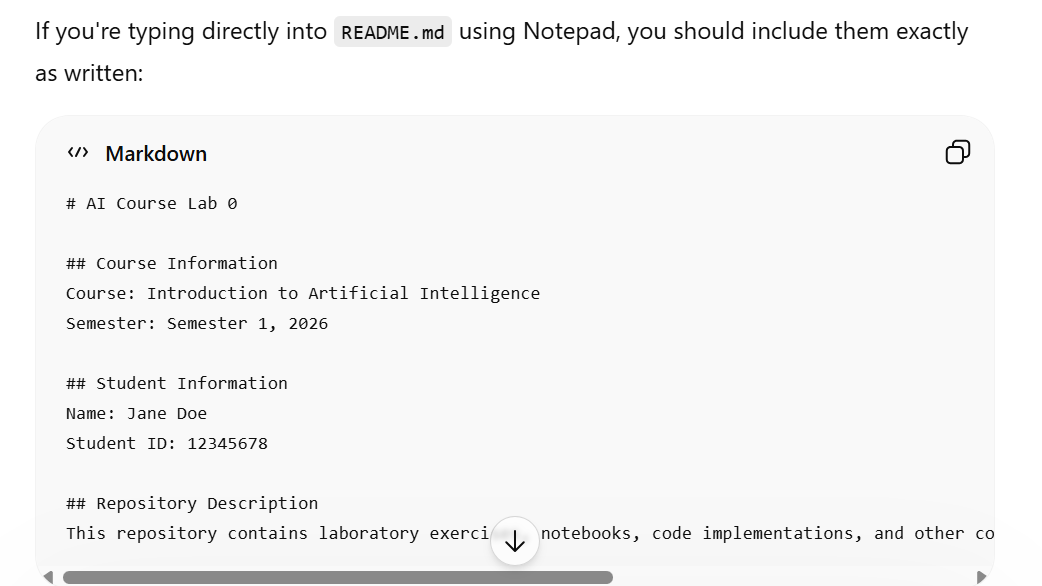 If you're typing directly into README.md using Notepad, you should include them exactly
as written:
Markdown
# AI Course Lab 0
## Course Information
Course: Introduction to Artificial Intelligence
Semester: Semester 1, 2026
## Student Information
Name: Jane Doe
Student ID: 12345678
## Repository Description
This repository contains laboratory notebooks, code implementations, and other